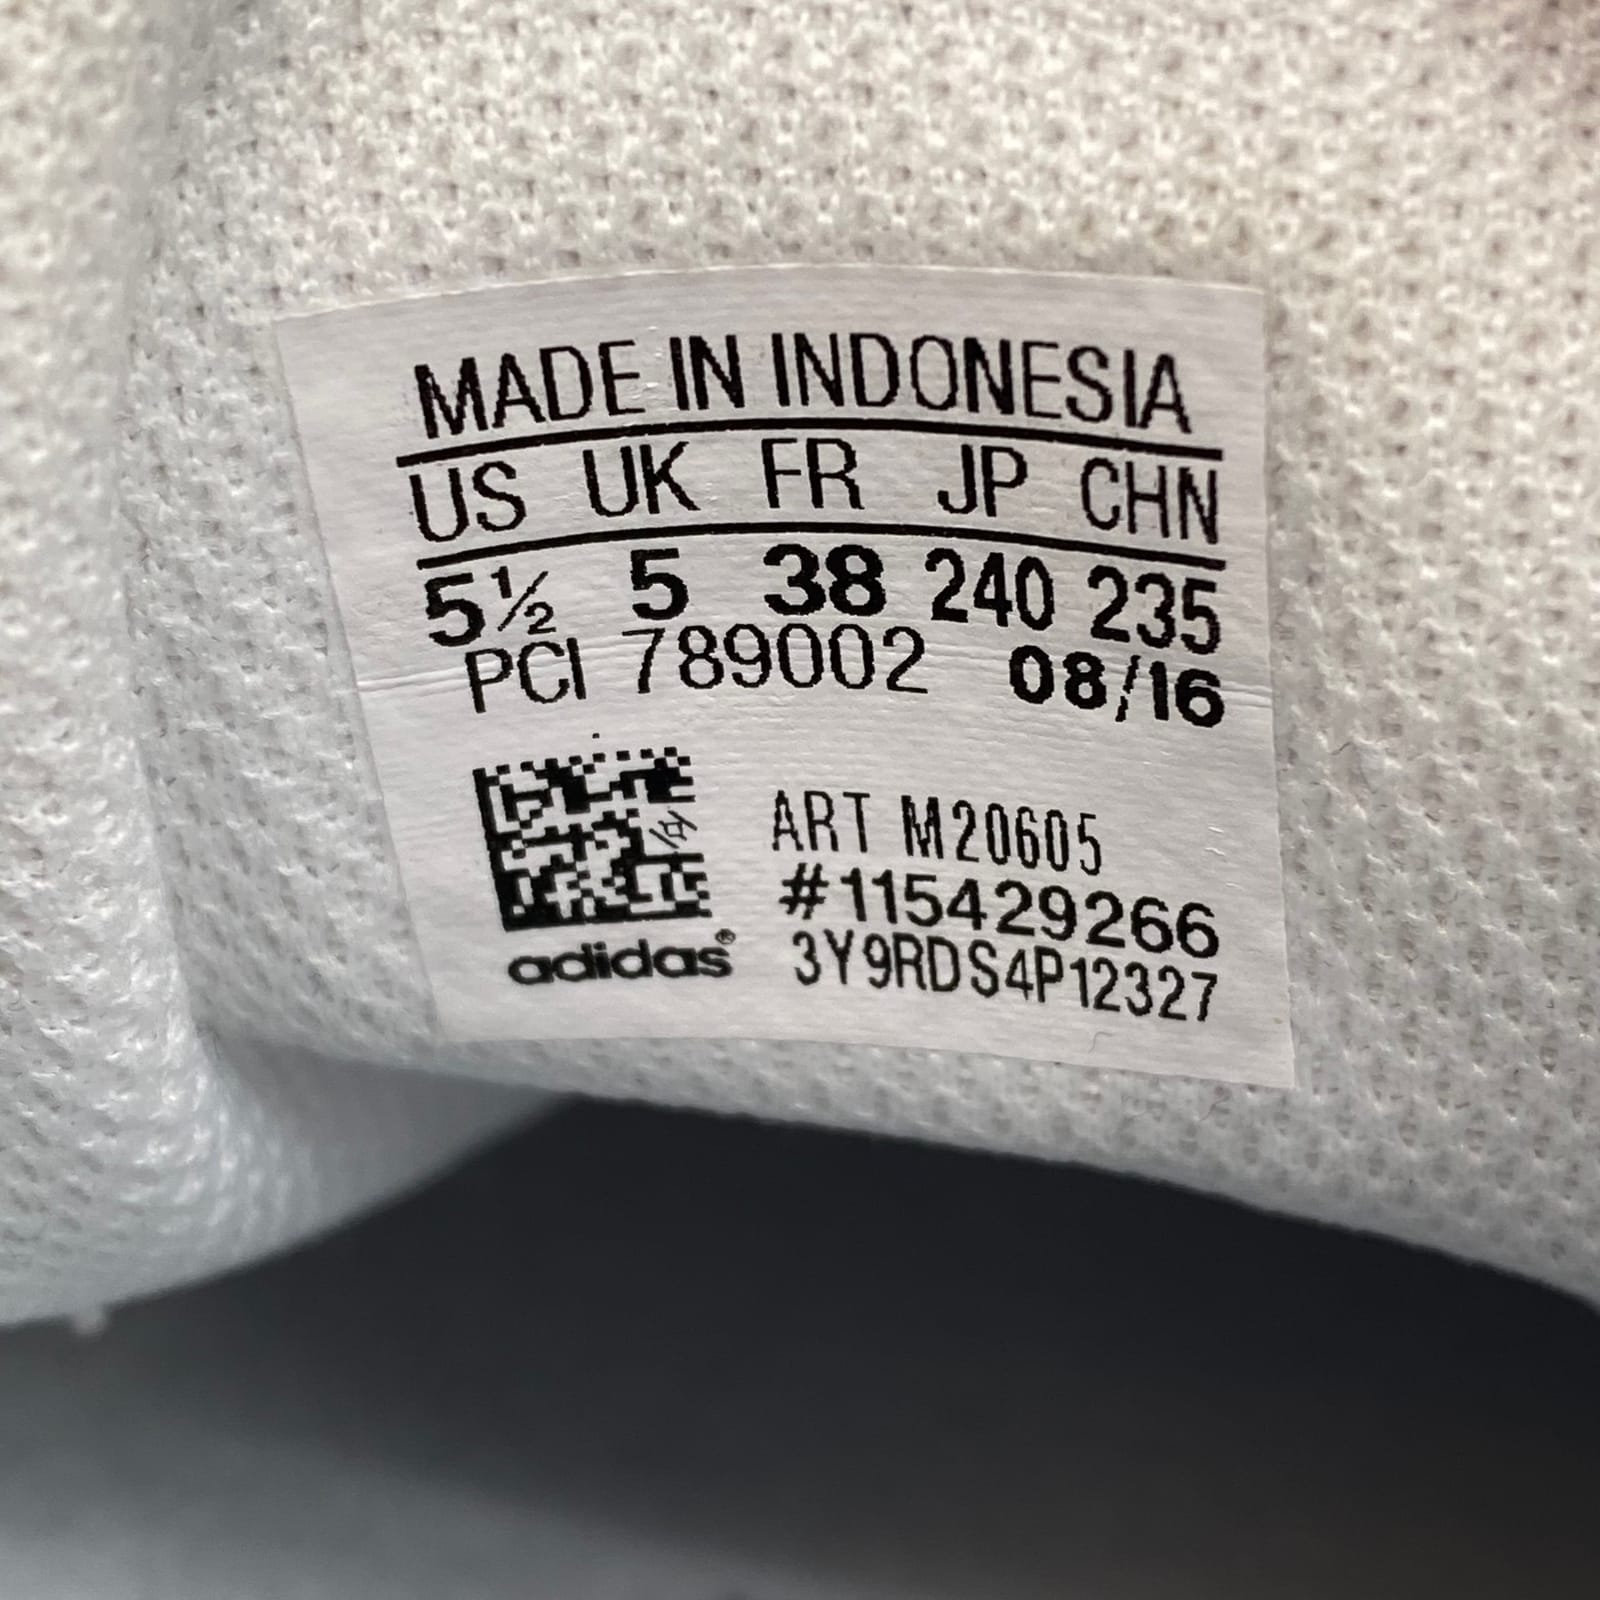 MADE IN INDONESIA
US UK FR JP CHN
5½ 5 38 240 235
PCI 789002 08/16
ART M20605
#115429266
adidas® 3Y9RDS4P12327